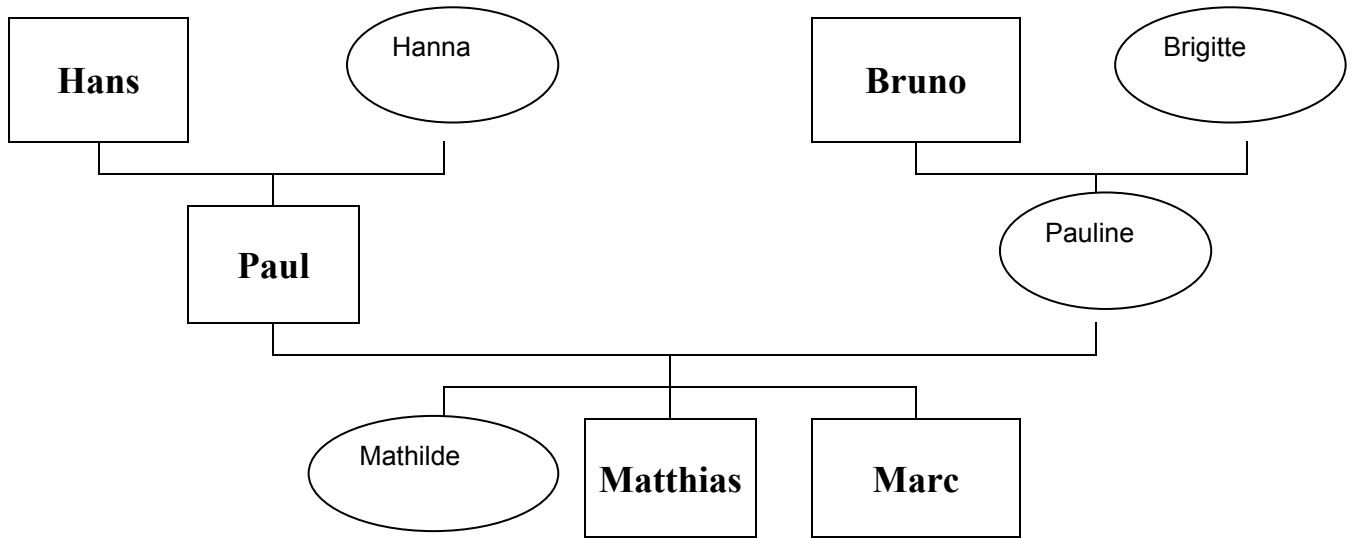 Hans
Hanna
Bruno
Brigitte
Paul
Pauline
Mathilde
Matthias
Marc